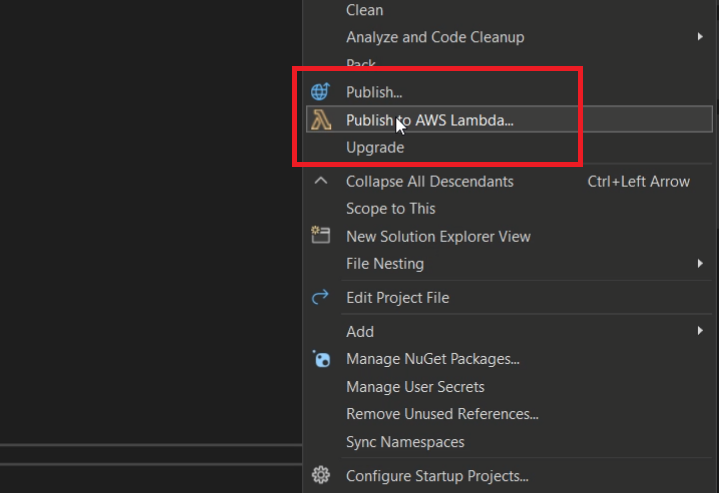 Clean
Analyze and Code Cleanup
Pack
Publish...
Publish to AWS Lambda...
Upgrade
Collapse All Descendants Ctrl+Left Arrow
Scope to This
New Solution Explorer View
File Nesting
Edit Project File
Add
Manage NuGet Packages...
Manage User Secrets
Remove Unused References...
Sync Namespaces
Configure Startup Projects...